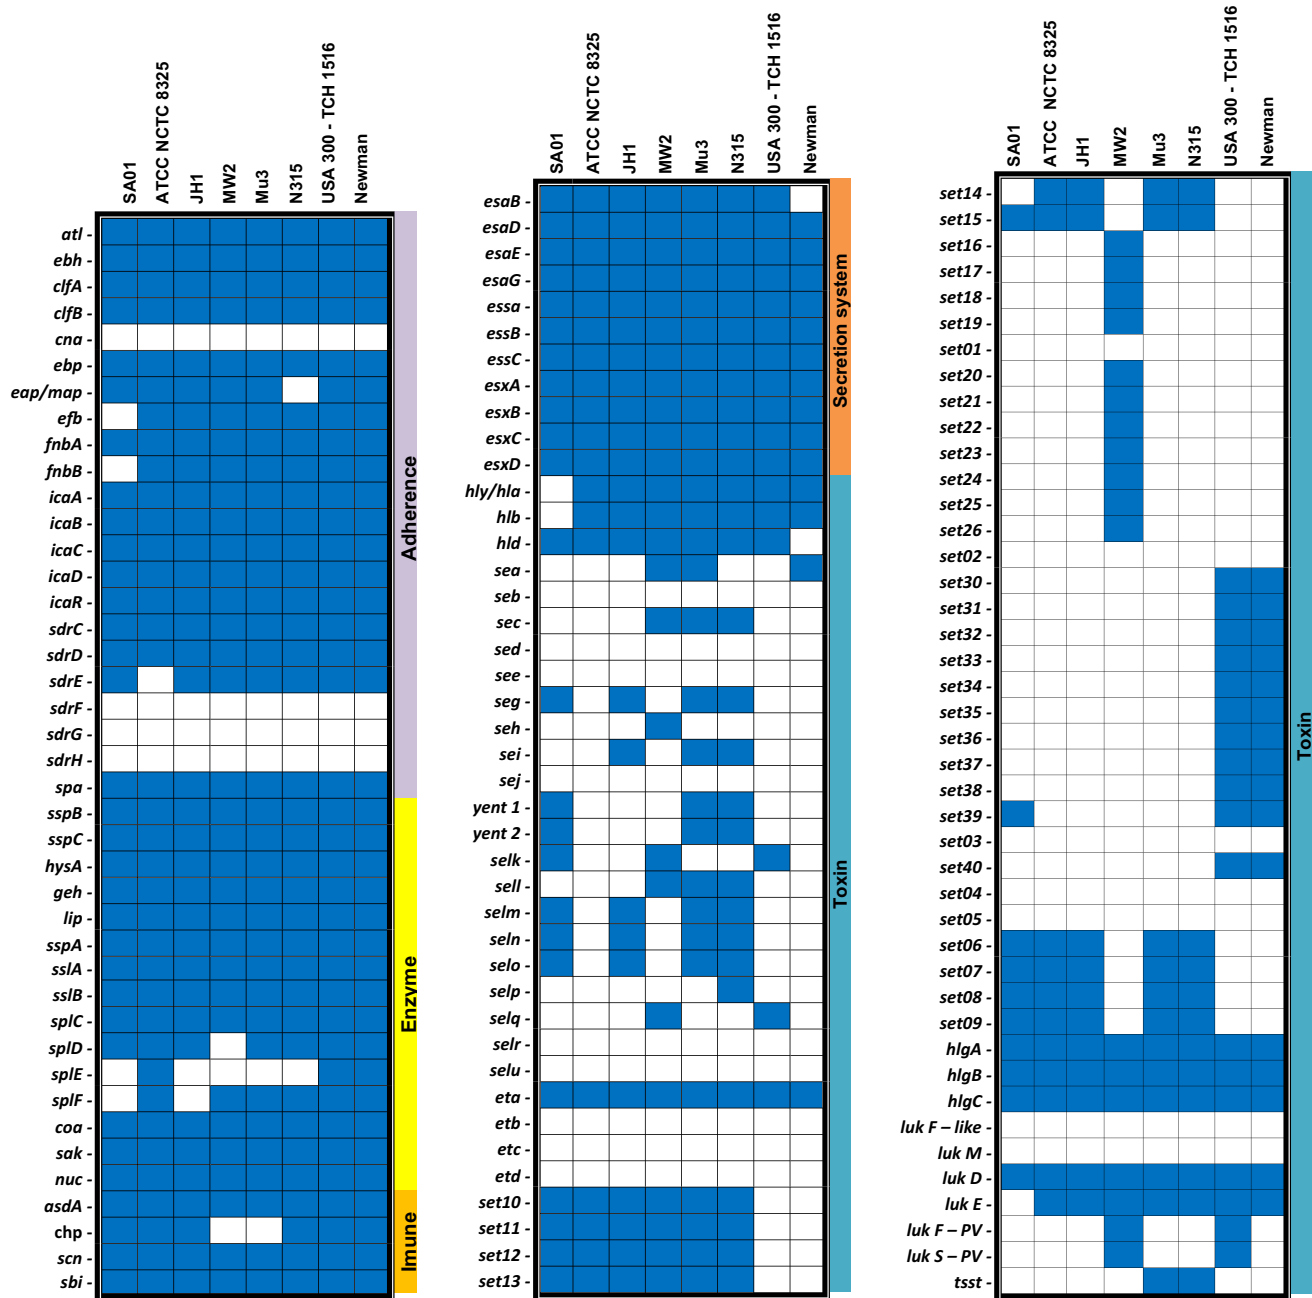 SA01
ATCC NCTC 8325
JH1
MW2
Mu3
N315
USA 300 - TCH 1516
Newman
atl -
ebh -
clfA -
clfB -
cna -
ebp -
eap/map -
efb -
fnbA -
fnbB -
icaA -
icaB -
icaC -
icaD -
icaR -
sdrC -
sdrD -
sdrE -
sdrF -
sdrG -
sdrH -
spa -
sspB -
sspC -
hysA -
geh -
lip -
sspA -
sslA -
sslB -
splC -
splD -
splE -
splF -
coa -
sak -
nuc -
asdA -
chp -
scn -
sbi -
Adherence
Enzyme
Imune
SA01
ATCC NCTC 8325
JH1
MW2
Mu3
N315
USA 300 - TCH 1516
Newman
esaB -
esaD -
esaE -
esaG -
essa -
essB -
essC -
esxA -
esxB -
esxC -
esxD -
hly/hla -
hlb -
hld -
sea -
seb -
sec -
sed -
see -
seg -
seh -
sei -
sej -
yent 1 -
yent 2 -
selk -
sell -
selm -
seln -
selo -
selp -
selq -
selr -
selu -
eta -
etb -
etc -
etd -
set10 -
set11 -
set12 -
set13 -
Secretion system
Toxin
SA01
ATCC NCTC 8325
JH1
MW2
Mu3
N315
USA 300 - TCH 1516
Newman
set14 -
set15 -
set16 -
set17 -
set18 -
set19 -
set01 -
set20 -
set21 -
set22 -
set23 -
set24 -
set25 -
set26 -
set02 -
set30 -
set31 -
set32 -
set33 -
set34 -
set35 -
set36 -
set37 -
set38 -
set39 -
set03 -
set40 -
set04 -
set05 -
set06 -
set07 -
set08 -
set09 -
hlgA -
hlgB -
hlgC -
luk F – like -
luk M -
luk D -
luk E -
luk F – PV -
luk S – PV -
tsst -
Toxin